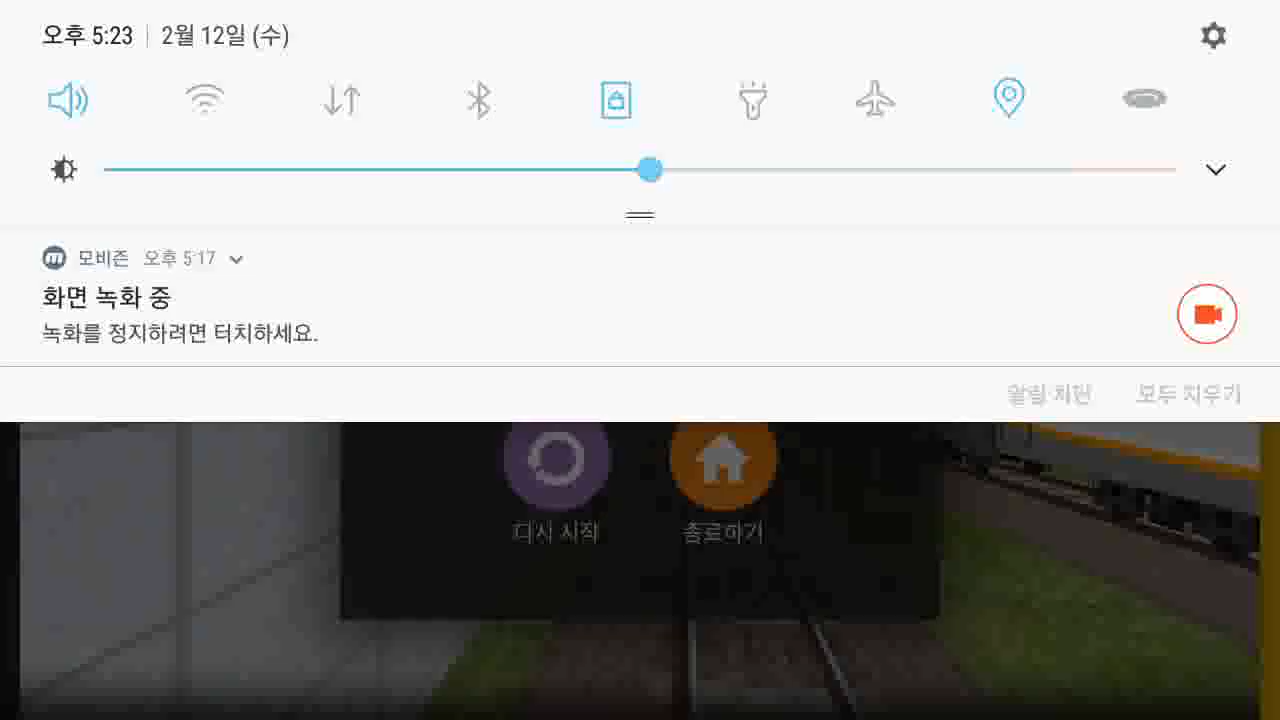 오후 5:23 | 2월 12일 (수)
모비즌 오후 5:17
화면 녹화 중
녹화를 정지하려면 터치하세요.
알림 차단 모두 지우기
다시 시작 종료하기